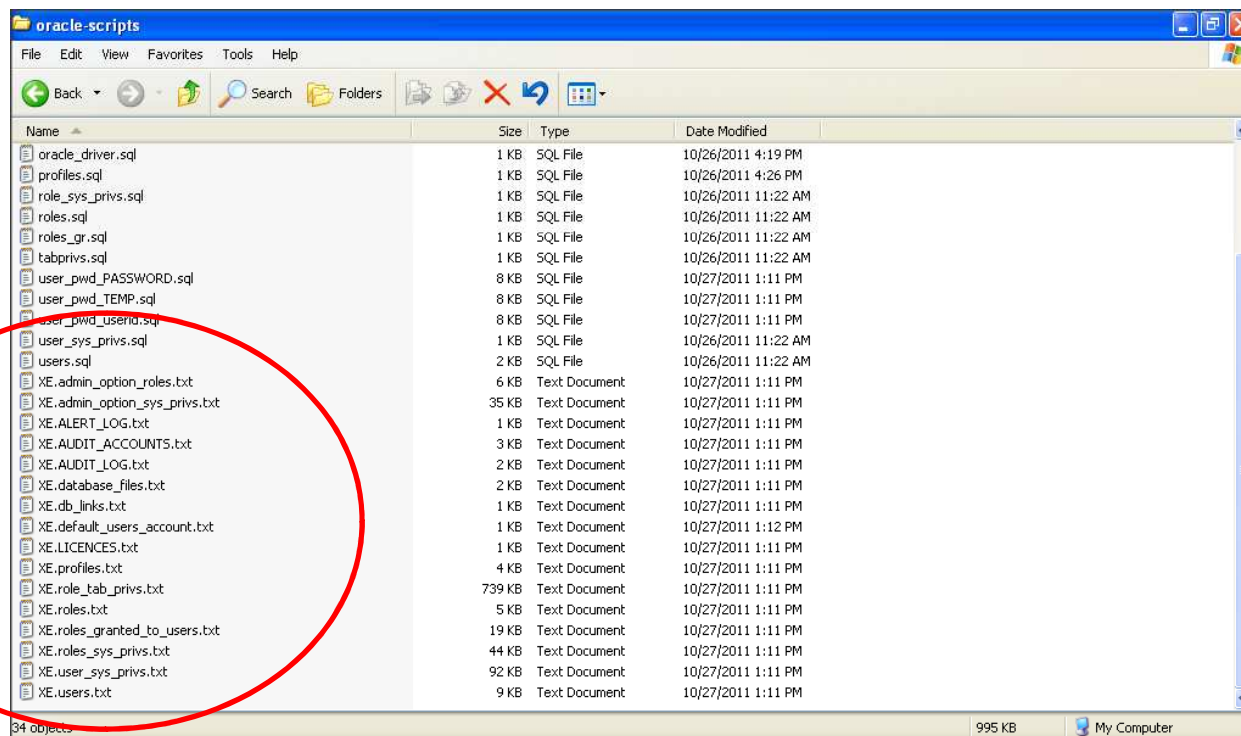 oracle-scripts
File Edit View Favorites Tools Help
Back Search Folders
Name Size Type Date Modified
oracle_driver.sql 1 KB SQL File 10/26/2011 4:19 PM
profiles.sql 1 KB SQL File 10/26/2011 4:26 PM
role_sys_privs.sql 1 KB SQL File 10/26/2011 11:22 AM
roles.sql 1 KB SQL File 10/26/2011 11:22 AM
roles_gr.sql 1 KB SQL File 10/26/2011 11:22 AM
tabprivs.sql 1 KB SQL File 10/26/2011 11:22 AM
user_pwd_PASSWORD.sql 8 KB SQL File 10/27/2011 1:11 PM
user_pwd_TEMP.sql 8 KB SQL File 10/27/2011 1:11 PM
user_pwd_userid.sql 8 KB SQL File 10/27/2011 1:11 PM
user_sys_privs.sql 1 KB SQL File 10/26/2011 11:22 AM
users.sql 2 KB SQL File 10/26/2011 11:22 AM
XE.admin_option_roles.txt 6 KB Text Document 10/27/2011 1:11 PM
XE.admin_option_sys_privs.txt 35 KB Text Document 10/27/2011 1:11 PM
XE.ALERT_LOG.txt 1 KB Text Document 10/27/2011 1:11 PM
XE.AUDIT_ACCOUNTS.txt 3 KB Text Document 10/27/2011 1:11 PM
XE.AUDIT_LOG.txt 2 KB Text Document 10/27/2011 1:11 PM
XE.database_files.txt 2 KB Text Document 10/27/2011 1:11 PM
XE.db_links.txt 1 KB Text Document 10/27/2011 1:11 PM
XE.default_users_account.txt 1 KB Text Document 10/27/2011 1:12 PM
XE.LICENCES.txt 1 KB Text Document 10/27/2011 1:11 PM
XE.profiles.txt 4 KB Text Document 10/27/2011 1:11 PM
XE.role_tab_privs.txt 739 KB Text Document 10/27/2011 1:11 PM
XE.roles.txt 5 KB Text Document 10/27/2011 1:11 PM
XE.roles_granted_to_users.txt 19 KB Text Document 10/27/2011 1:11 PM
XE.roles_sys_privs.txt 44 KB Text Document 10/27/2011 1:11 PM
XE.user_sys_privs.txt 92 KB Text Document 10/27/2011 1:11 PM
XE.users.txt 9 KB Text Document 10/27/2011 1:11 PM
34 objects 995 KB My Computer